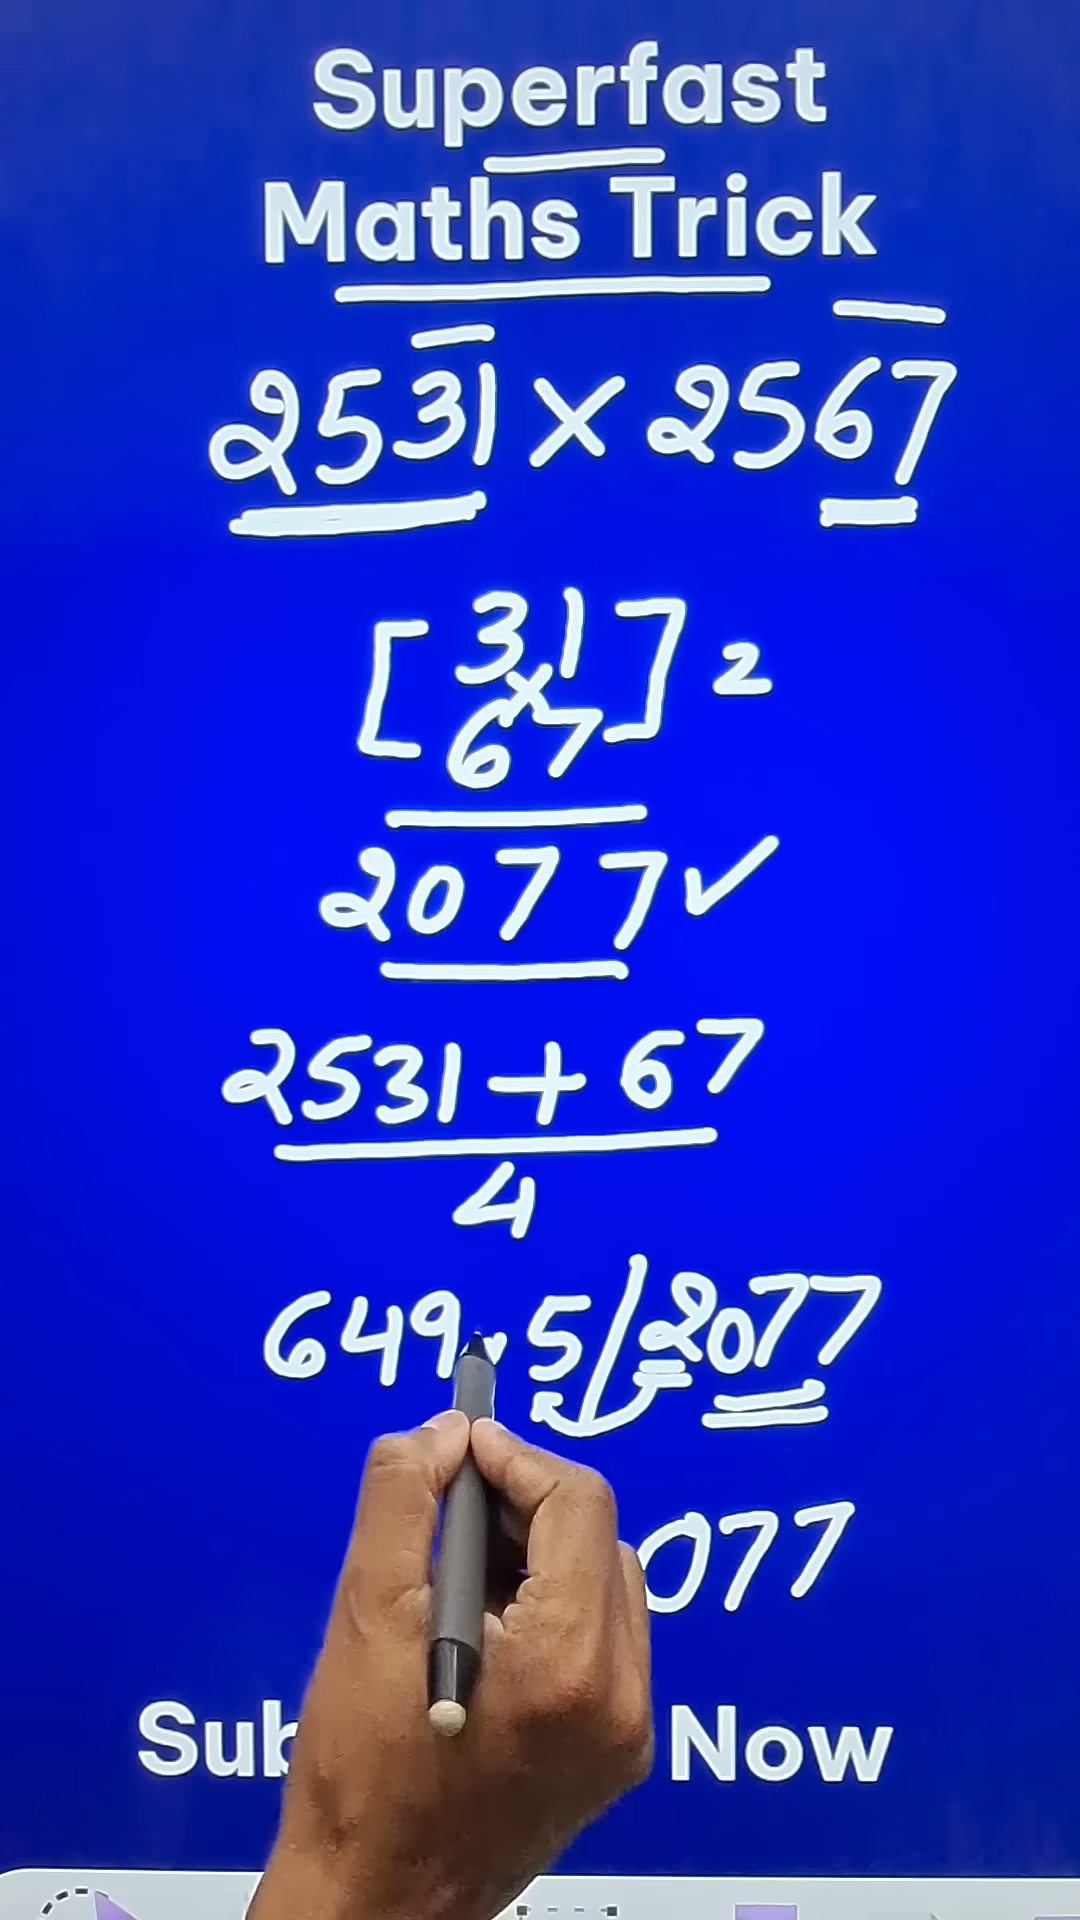 Superfast
Maths Trick
2531 × 2567
[31 × 67] 2
2077 ✓
2531 + 67
4
649.5/2077
077
Now